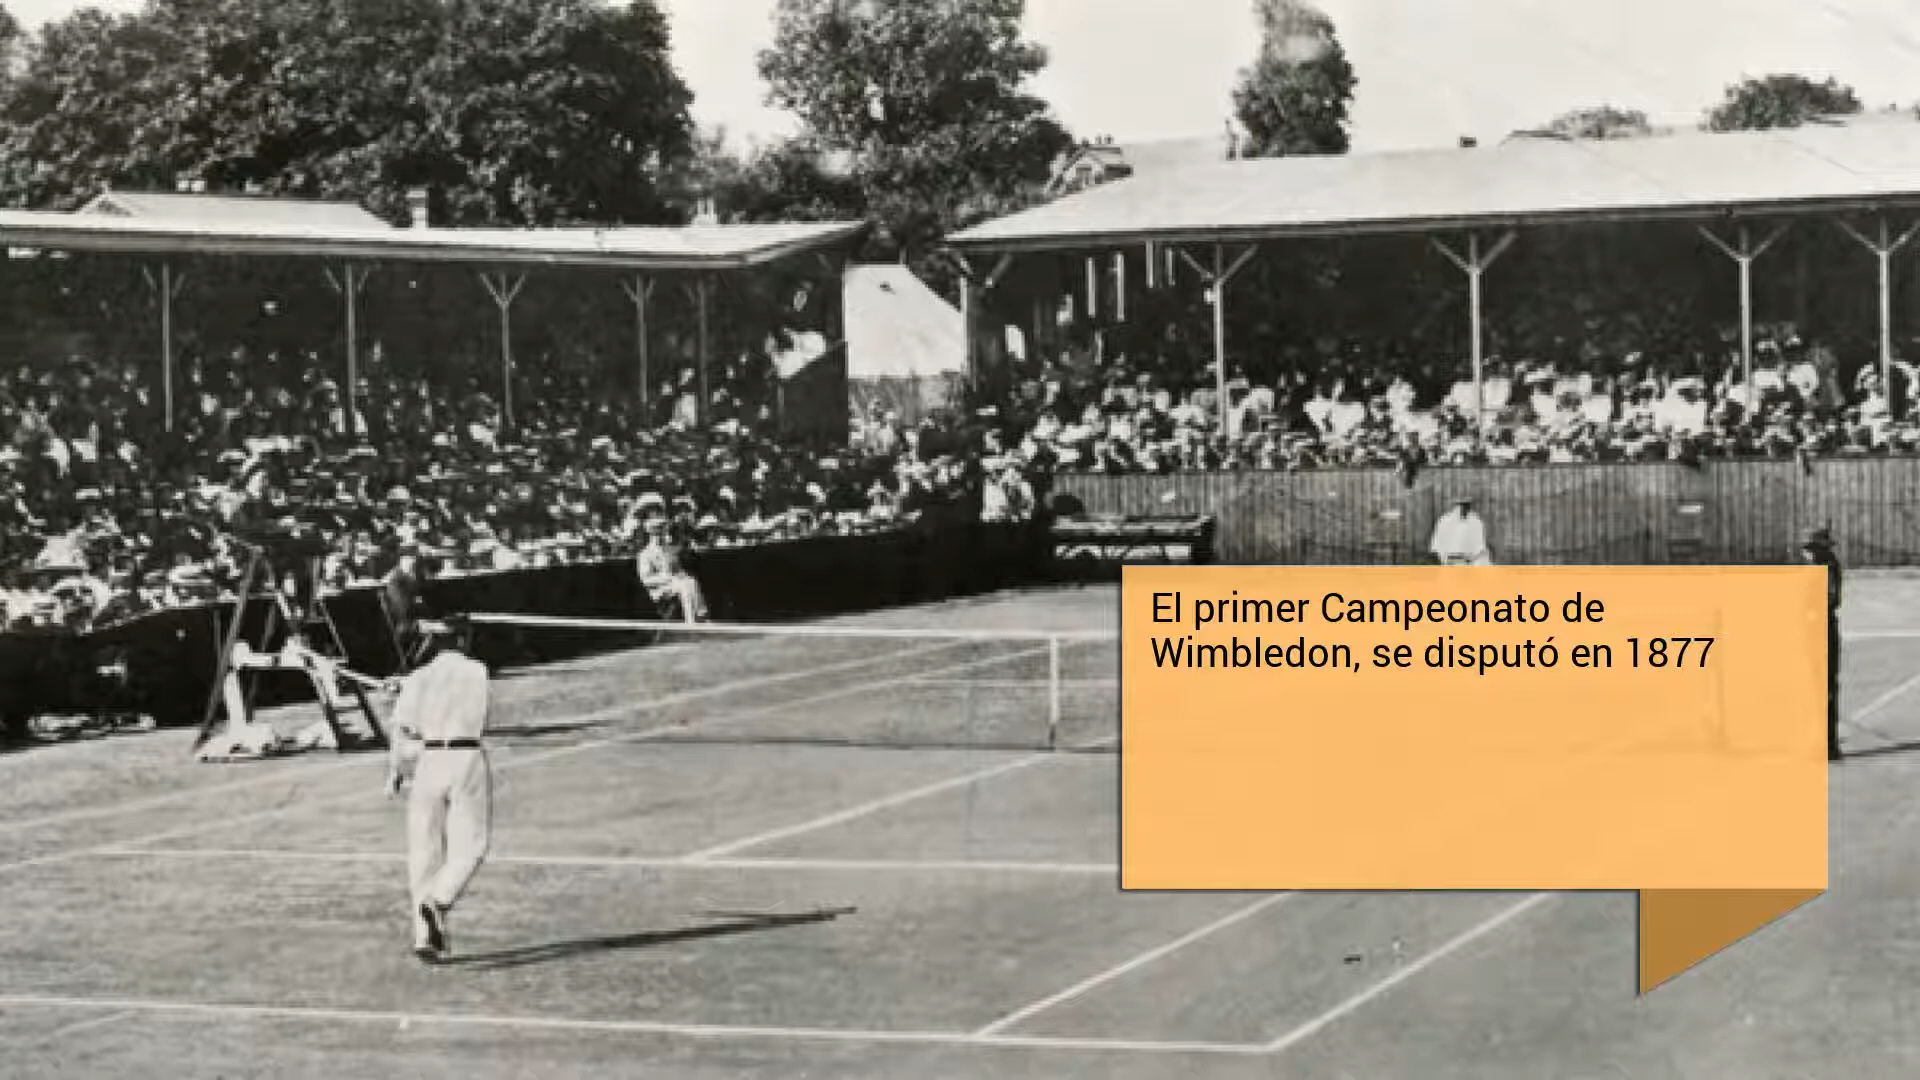 El primer Campeonato de
Wimbledon, se disputó en 1877